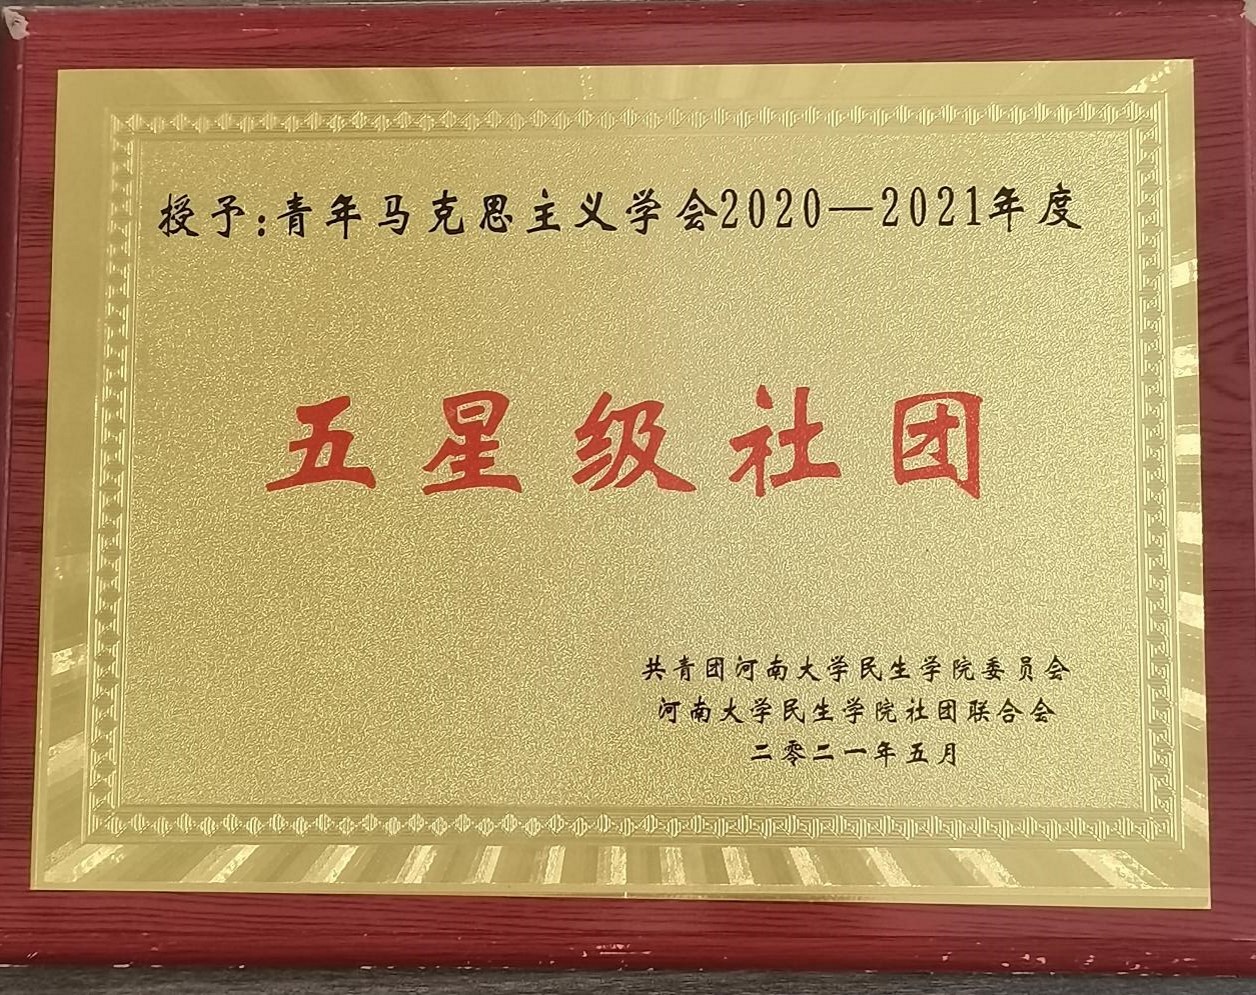 授予:青年马克思主义学会2020—2021年度
五星级社团
共青团河南大学民生学院委员会
河南大学民生学院社团联合会
二零二一年五月